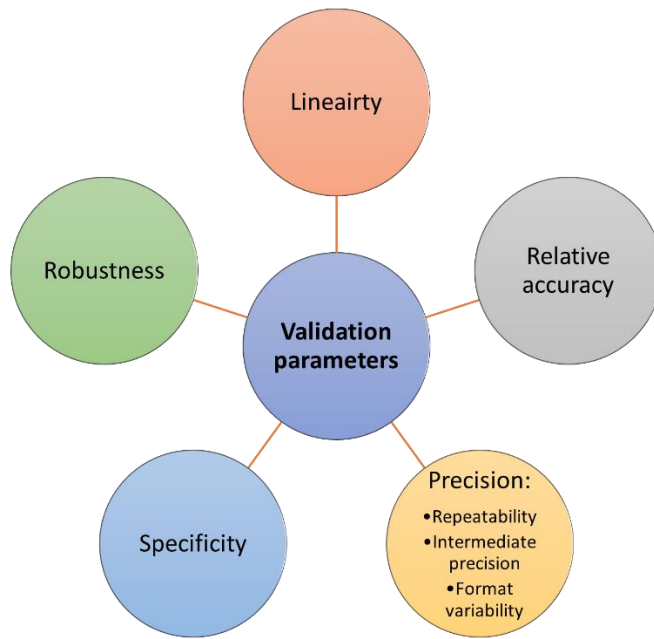 Lineairty
Robustness
Relative
accuracy
Validation
parameters
Specificity
Precision:
•Repeatability
•Intermediate
precision
•Format
variability